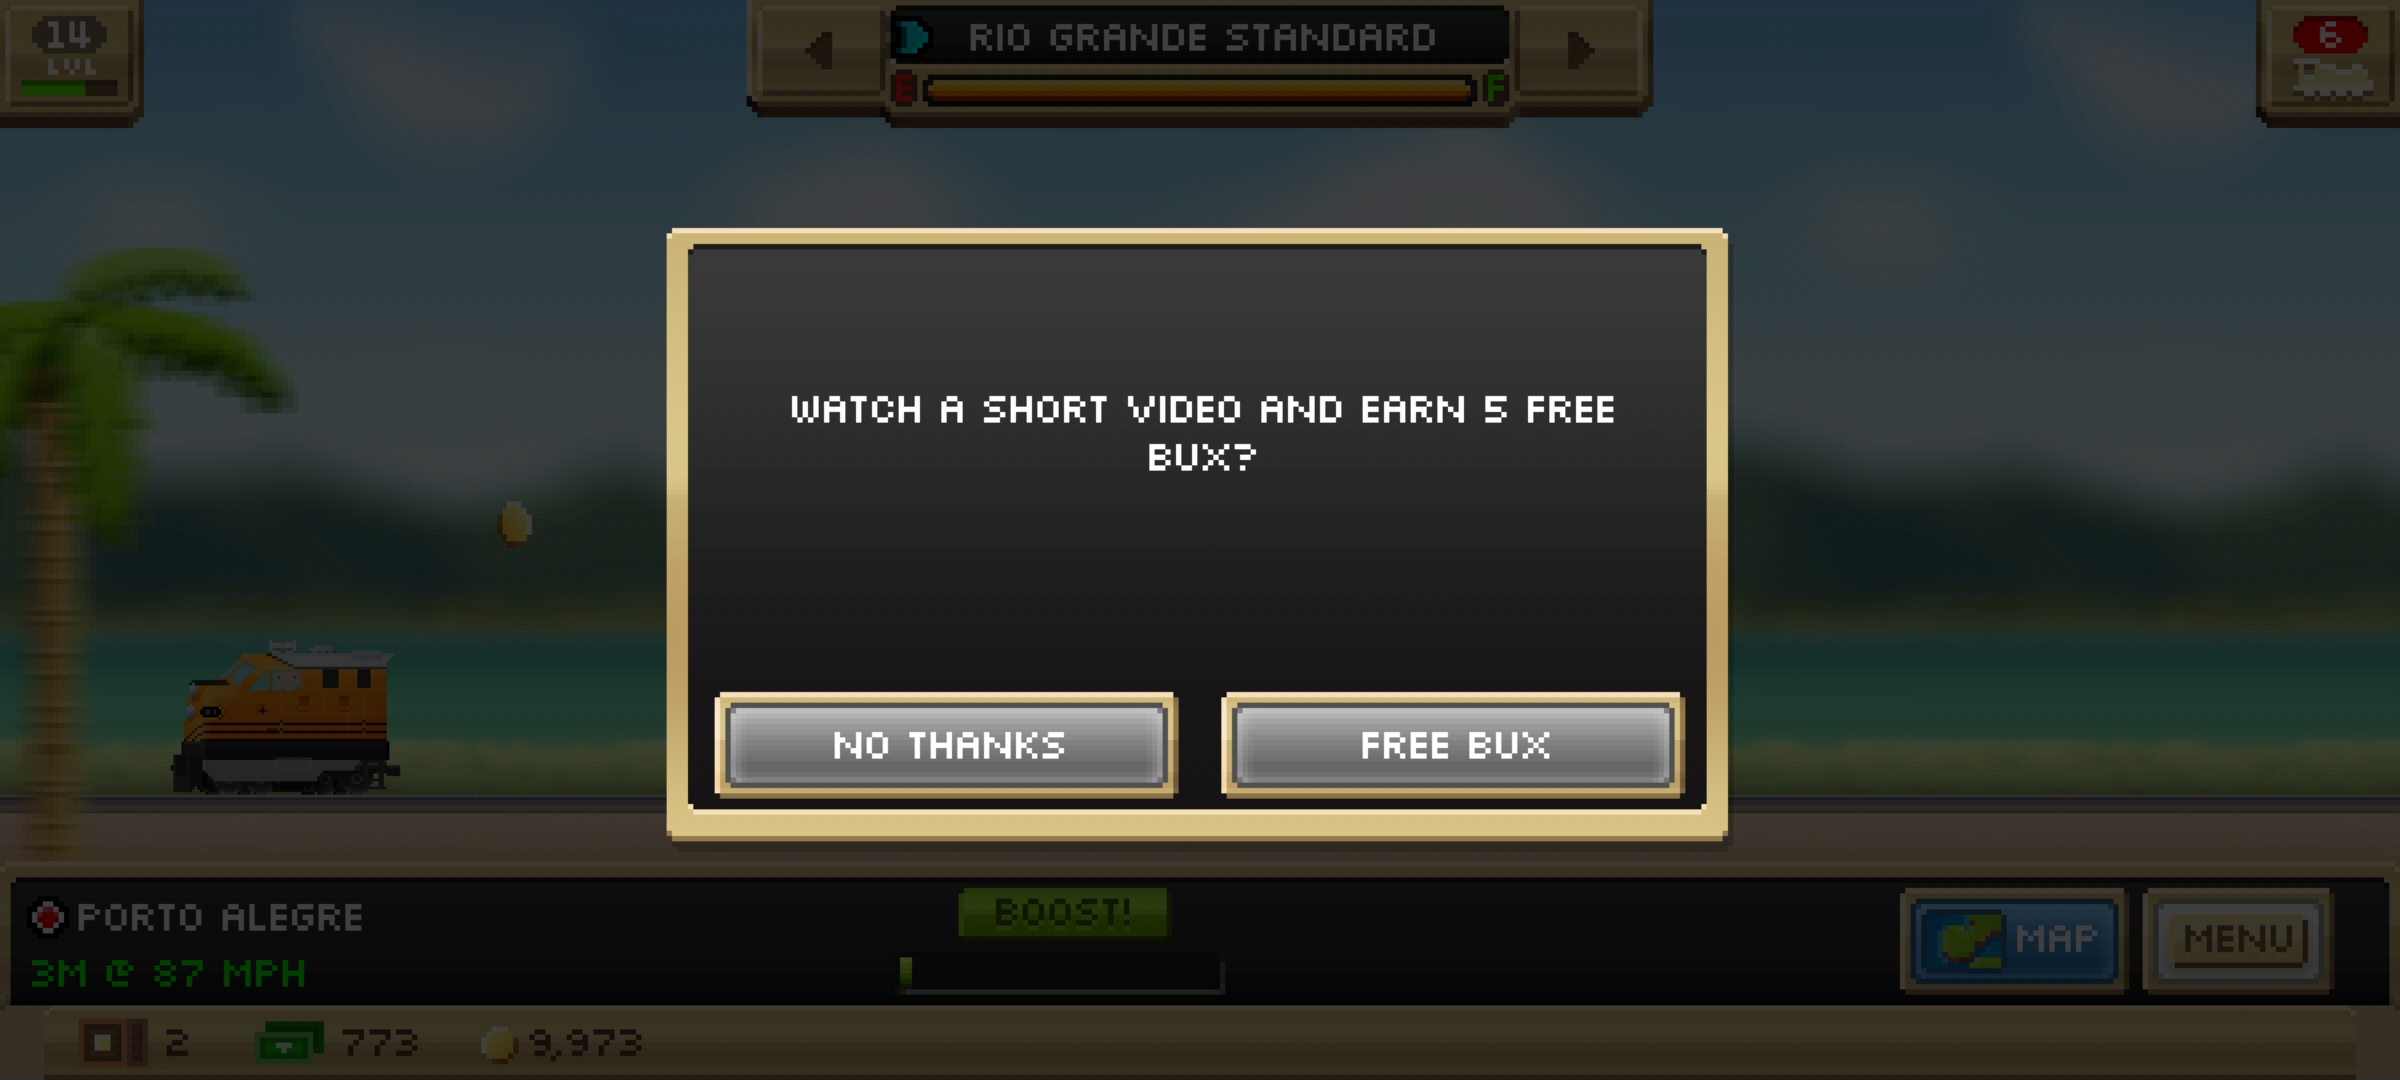 14
LVL
RIO GRANDE STANDARD
E F
6
WATCH A SHORT VIDEO AND EARN 5 FREE
BUX?
NO THANKS
FREE BUX
PORTO ALEGRE
3M @ 87 MPH
BOOST!
MAP
MENU
2
773
9,973